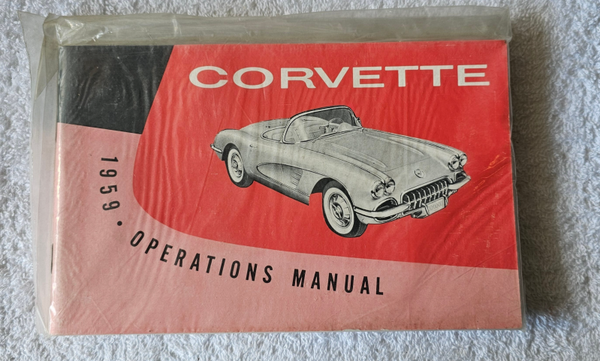 CORVETTE
1959 • OPERATIONS MANUAL